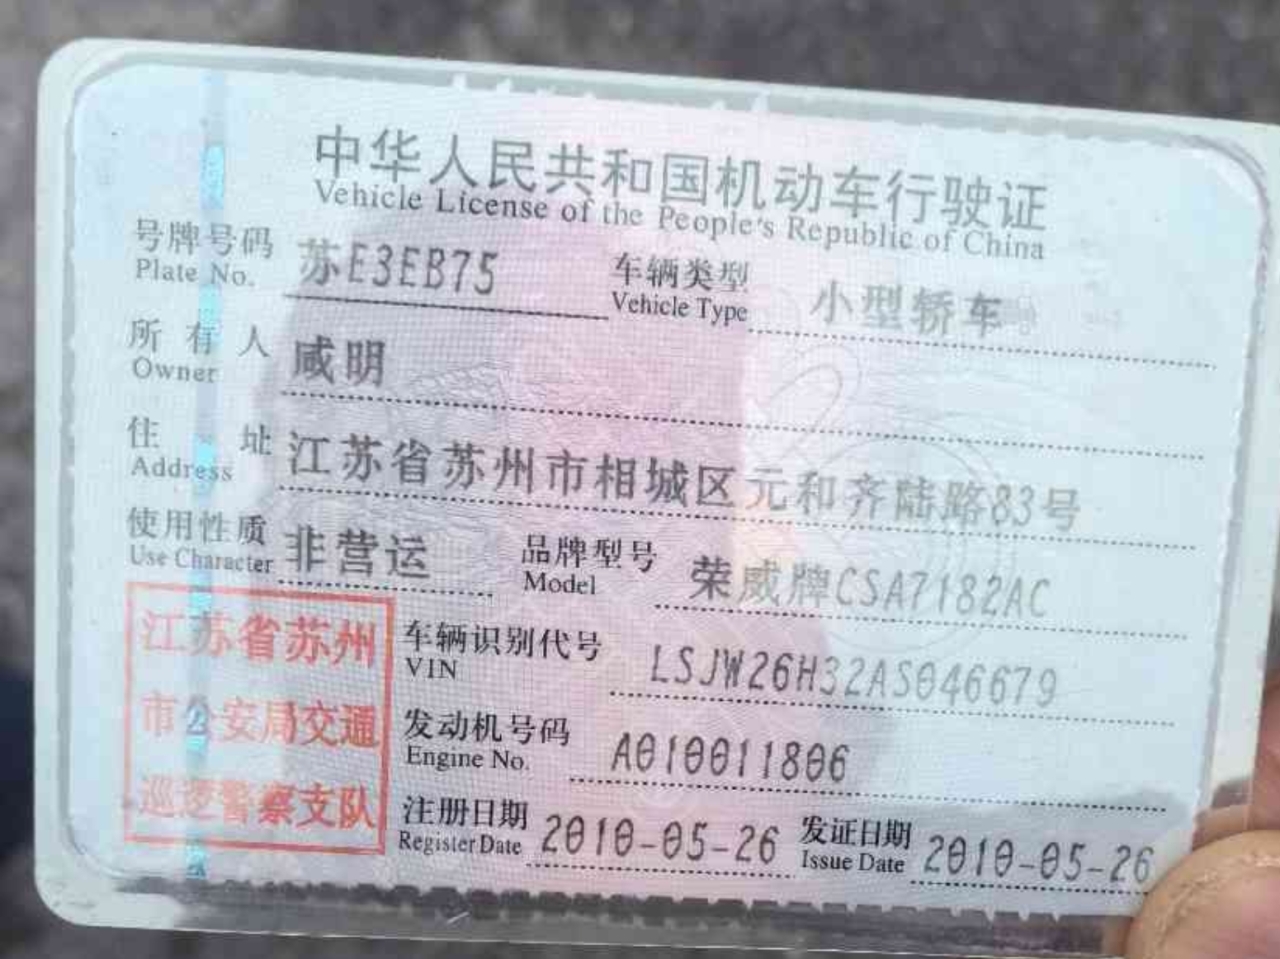 中华人民共和国机动车行驶证
Vehicle License of the People's Republic of China
号牌号码 苏E3EB75 车辆类型 小型轿车
Plate No. Vehicle Type
所有人 咸明
Owner
住址 江苏省苏州市相城区元和齐陆路83号
Address
使用性质 非营运 品牌型号 荣威牌CSA7182AC
Use Character Model
车辆识别代号 LSJW26H32AS046679
VIN
发动机号码 A010011806
Engine No.
注册日期 2010-05-26 发证日期 2010-05-26
Register Date Issue Date
江苏省苏州
市公安局交通
巡逻警察支队